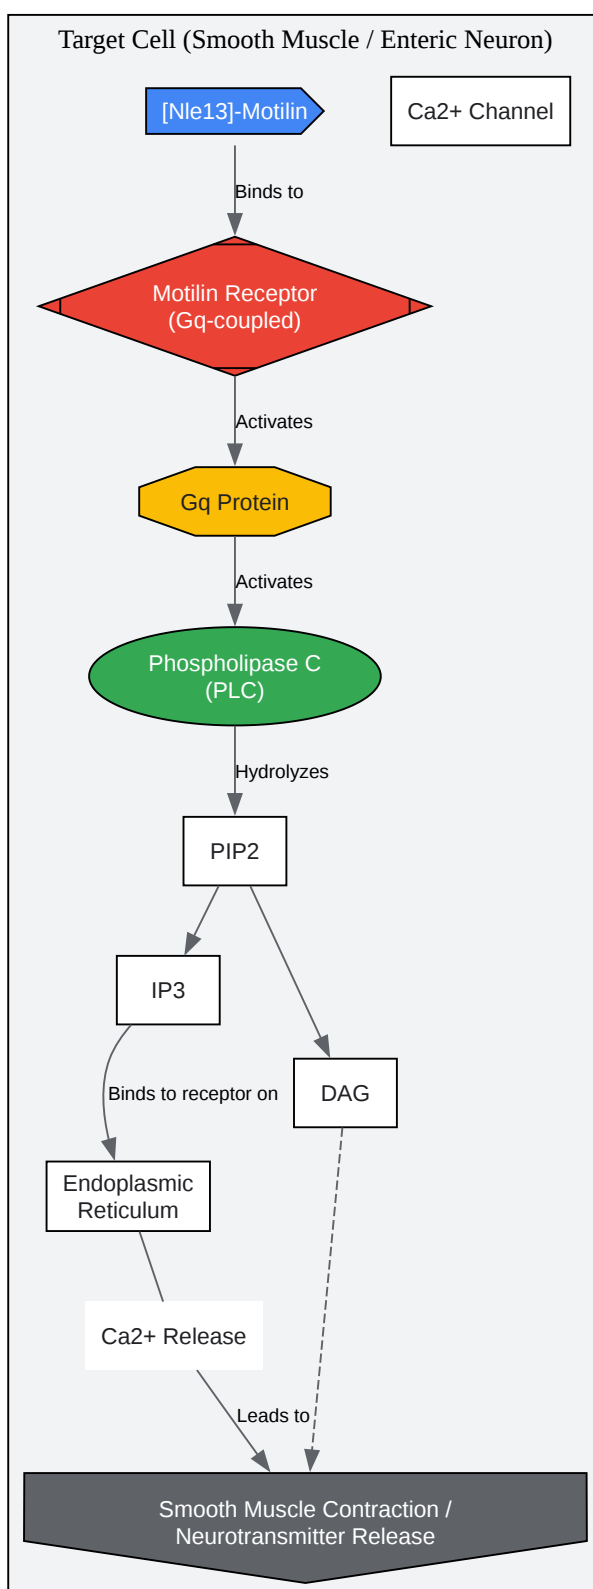 Target Cell (Smooth Muscle / Enteric Neuron)
[Nle13]-Motilin
Ca2+ Channel
Binds to
Motilin Receptor
(Gq-coupled)
Activates
Gq Protein
Activates
Phospholipase C
(PLC)
Hydrolyzes
PIP2
IP3
Binds to receptor on
DAG
Endoplasmic
Reticulum
Ca2+ Release
Leads to
Smooth Muscle Contraction /
Neurotransmitter Release